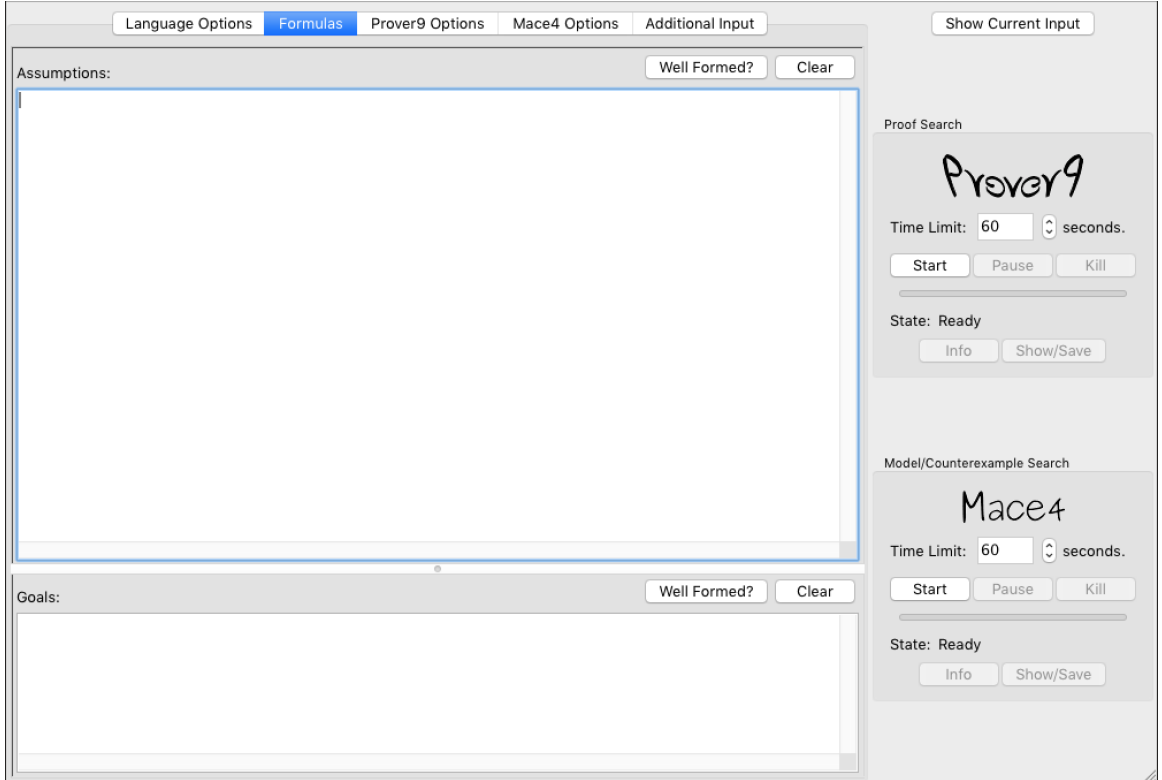 Language Options Formulas Prover9 Options Mace4 Options Additional Input Show Current Input
Assumptions: Well Formed? Clear
Proof Search
Prover9
Time Limit: 60 seconds.
Start Pause Kill
State: Ready
Info Show/Save
Model/Counterexample Search
Mace4
Time Limit: 60 seconds.
Goals: Well Formed? Clear
Start Pause Kill
State: Ready
Info Show/Save